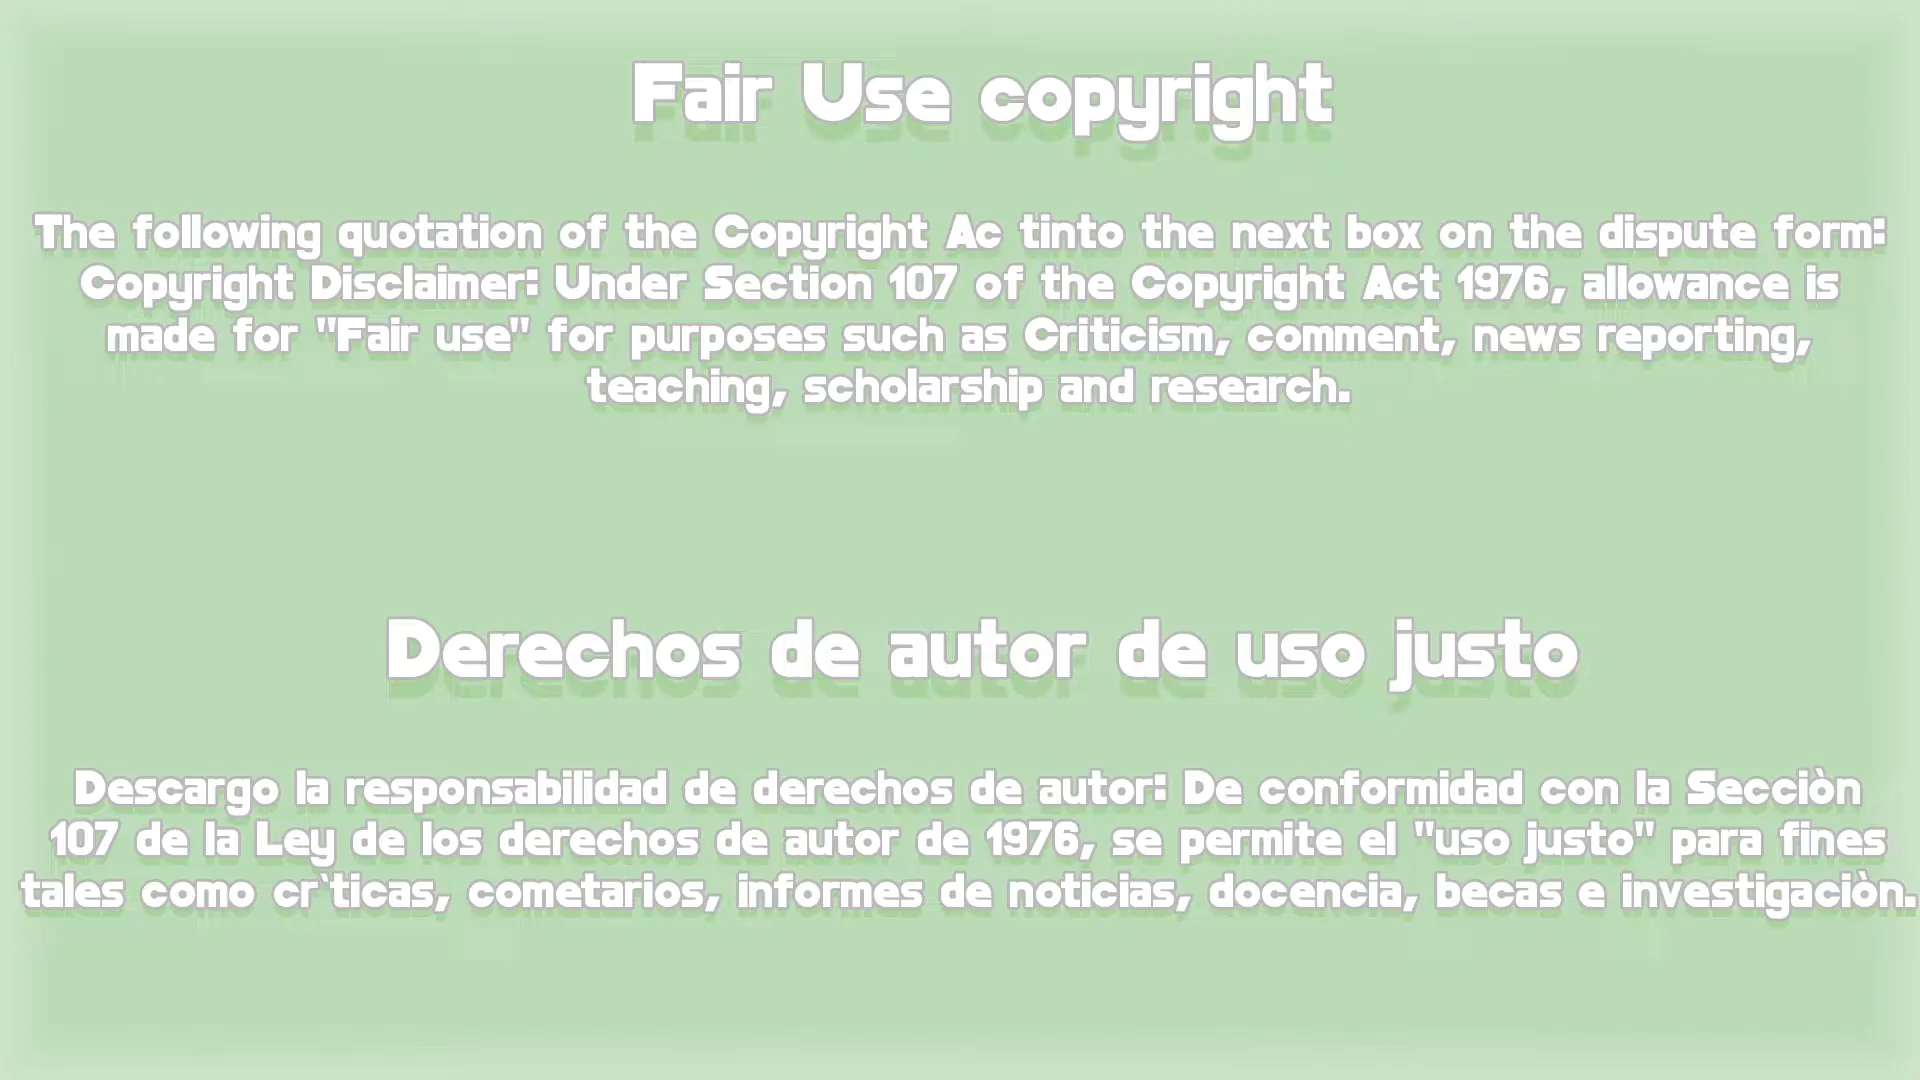 Fair Use copyright
The following quotation of the Copyright Ac tinto the next box on the dispute form:
Copyright Disclaimer: Under Section 107 of the Copyright Act 1976, allowance is
made for "Fair use" for purposes such as Criticism, comment, news reporting,
teaching, scholarship and research.
Derechos de autor de uso justo
Descargo la responsabilidad de derechos de autor: De conformidad con la Secciòn
107 de la Ley de los derechos de autor de 1976, se permite el "uso justo" para fines
tales como cr`ticas, cometarios, informes de noticias, docencia, becas e investigaciòn.